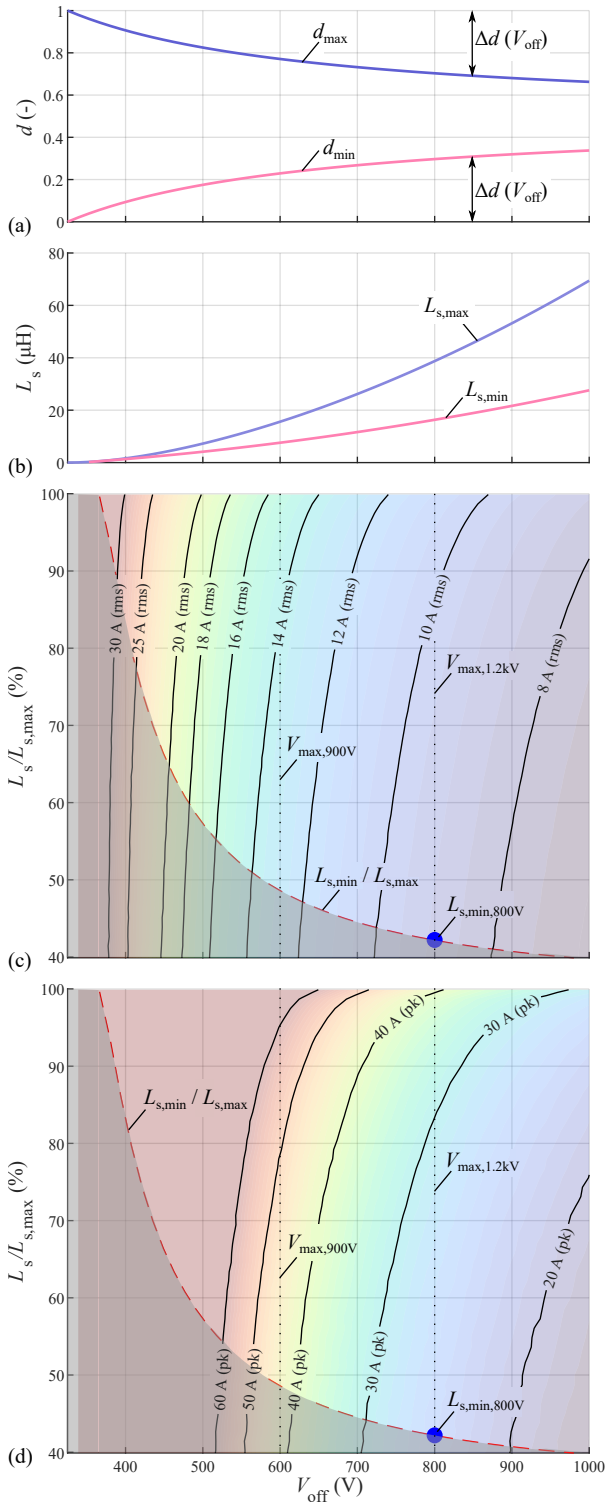 1
0.8
0.6
0.4
0.2
0
d (-)
d_max
d_min
Δd (V_off)
Δd (V_off)
(a)
80
60
40
20
0
L_s (μH)
L_s,max
L_s,min
(b)
100
90
80
70
60
50
40
L_s/L_s,max (%)
30 A (rms)
25 A (rms)
20 A (rms)
18 A (rms)
16 A (rms)
14 A (rms)
12 A (rms)
10 A (rms)
8 A (rms)
V_max,1.2kV
V_max,900V
L_s,min / L_s,max
L_s,min,800V
(c)
100
90
80
70
60
50
40
L_s/L_s,max (%)
40 A (pk)
30 A (pk)
L_s,min / L_s,max
V_max,1.2kV
V_max,900V
20 A (pk)
60 A (pk)
50 A (pk)
40 A (pk)
30 A (pk)
L_s,min,800V
(d)
400
500
600
700
800
900
1000
V_off (V)